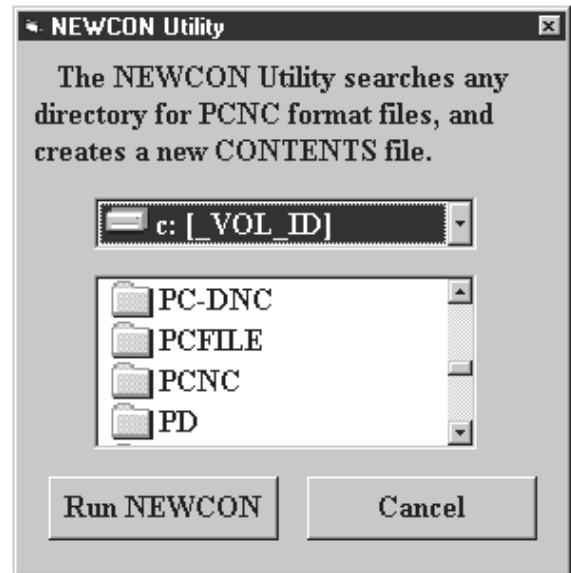 NEWCON Utility
The NEWCON Utility searches any
directory for PCNC format files, and
creates a new CONTENTS file.
c: [_VOL_ID]
PC-DNC
PCFILE
PCNC
PD
Run NEWCON
Cancel